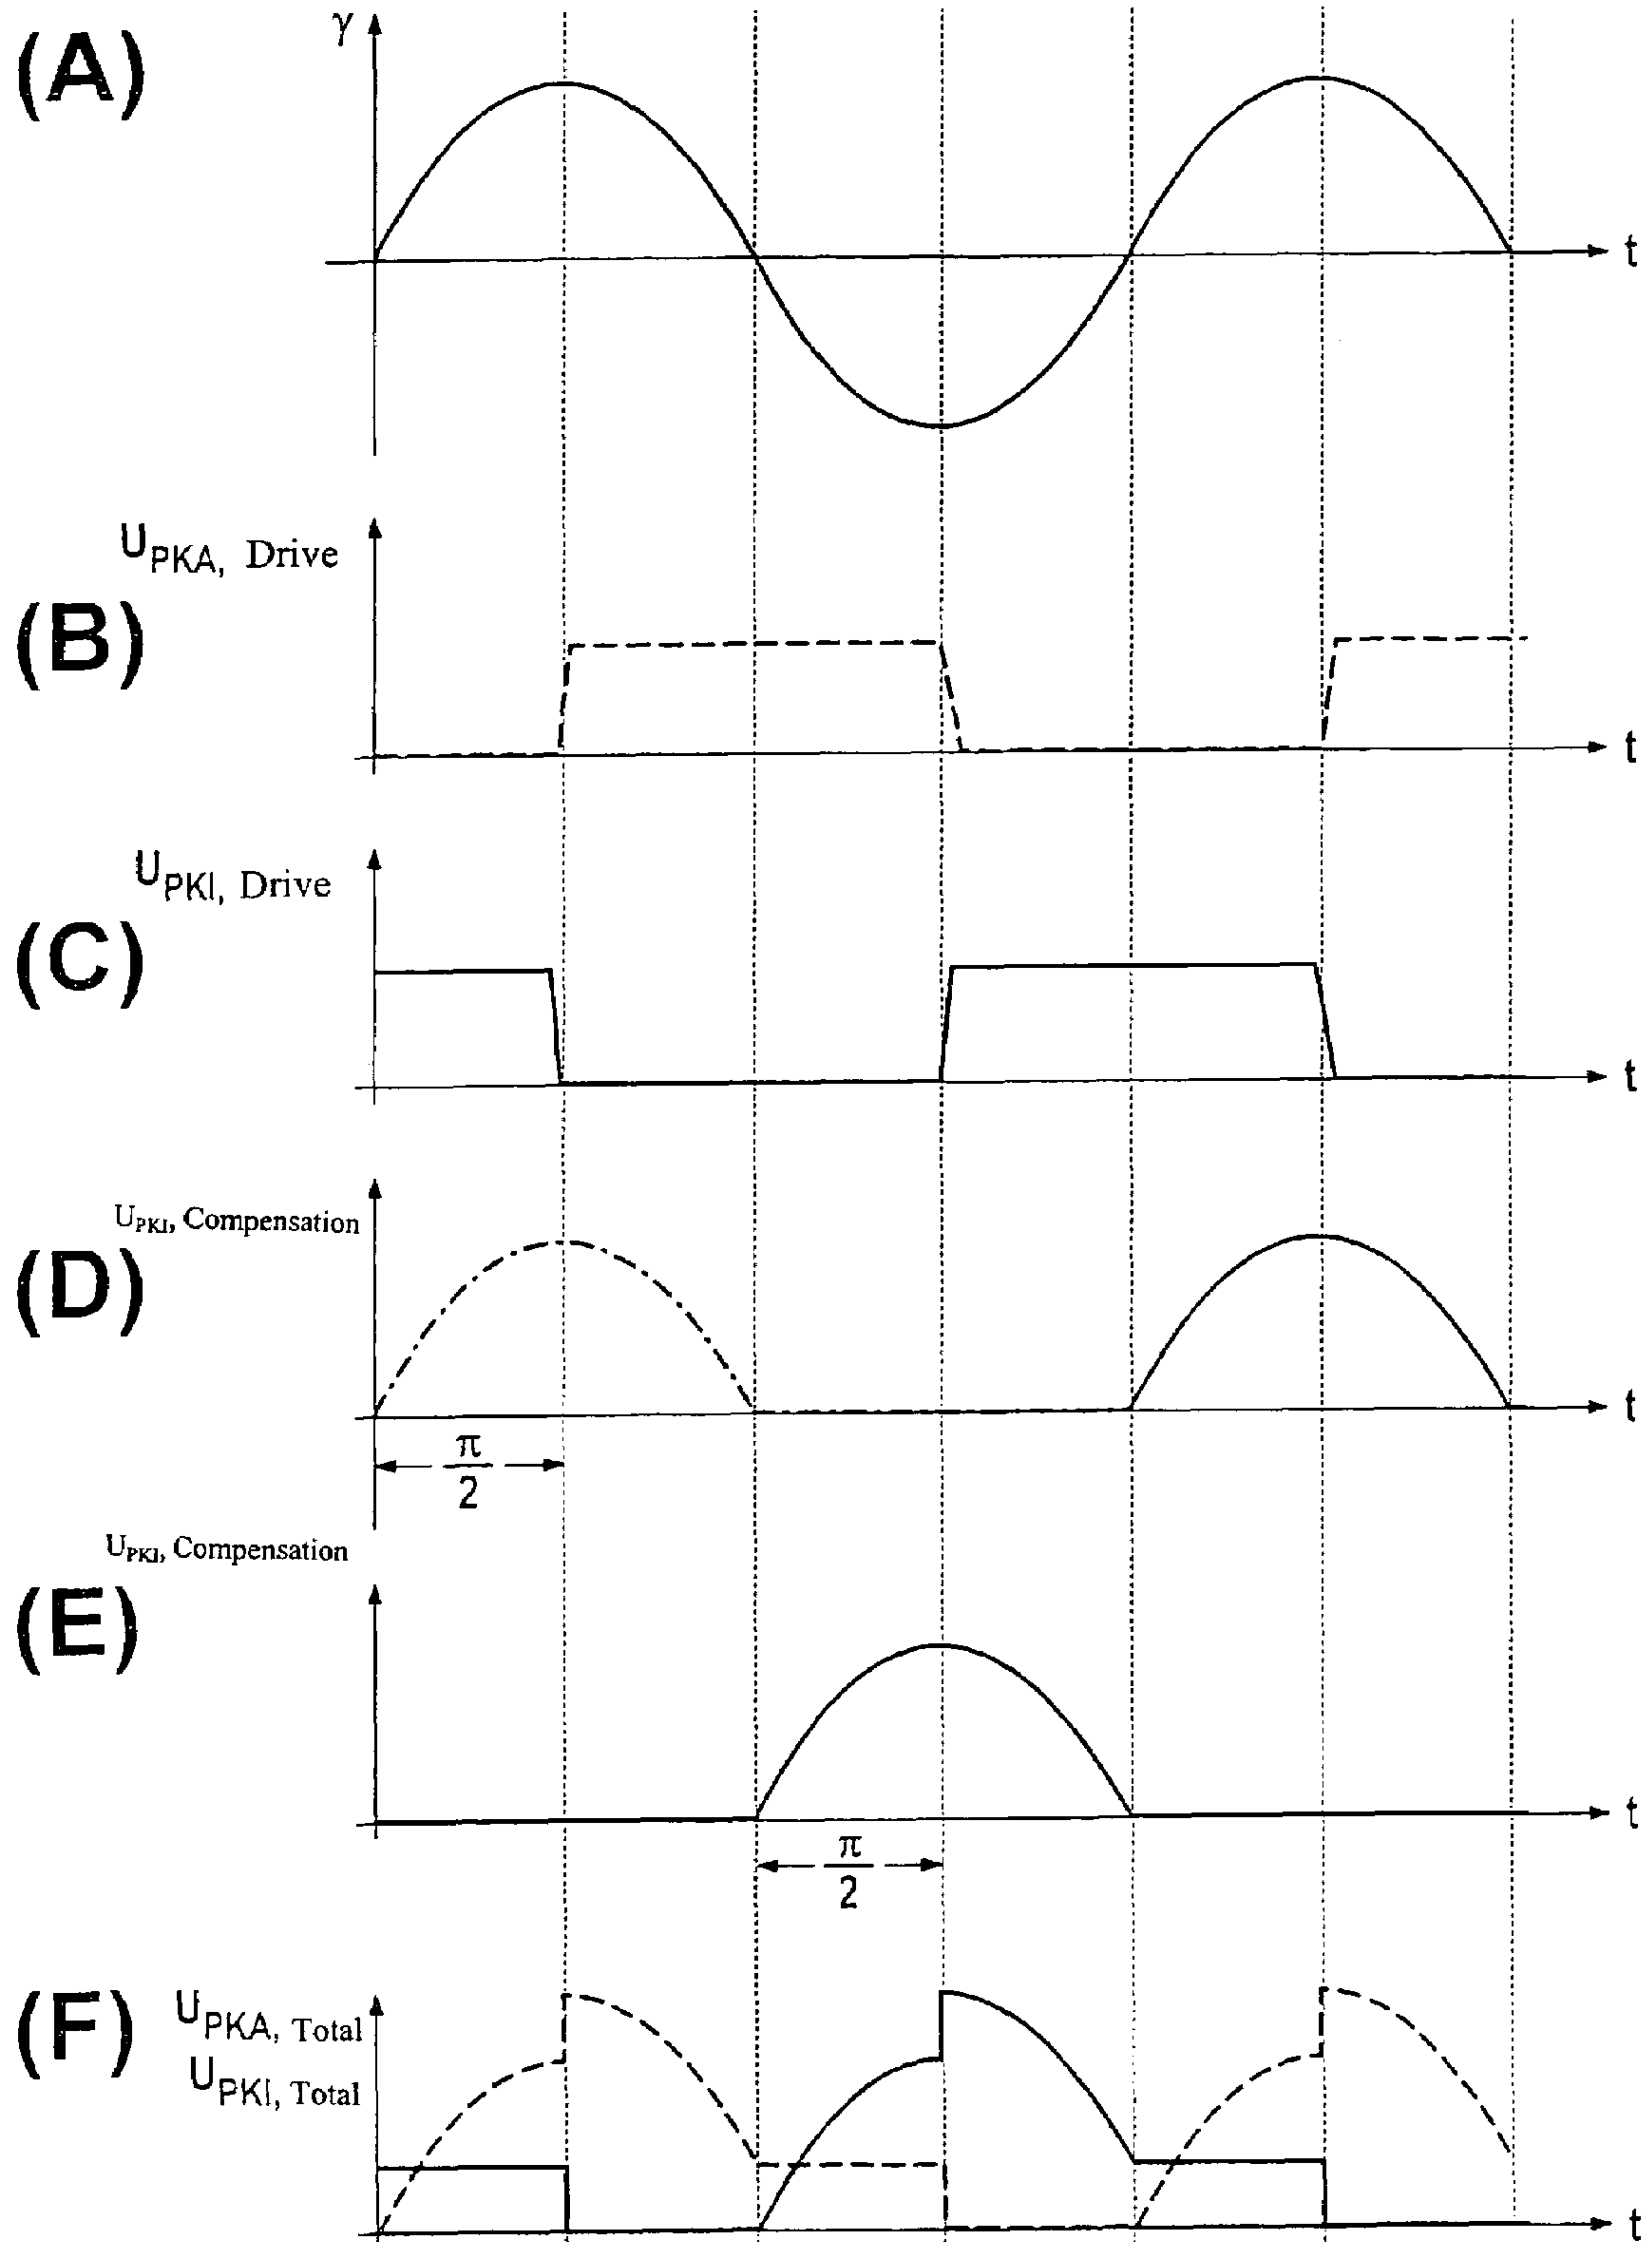 (A)
γ
t
U_PKA, Drive
(B)
t
U_PKI, Drive
(C)
t
U_PKI, Compensation
(D)
t
π
2
U_PKI, Compensation
(E)
t
π
2
(F)
U_PKA, Total
U_PKI, Total
t